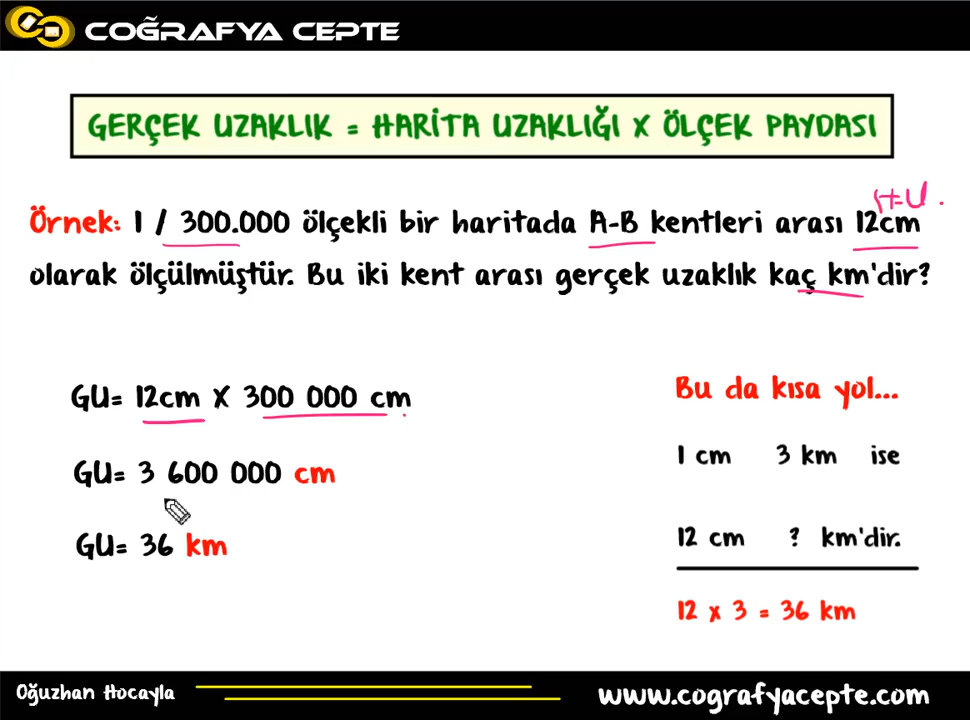 COĞRAFYA CEPTE
GERÇEK UZAKLIK = HARİTA UZAKLIĞI X ÖLÇEK PAYDASI
H.U.
Örnek: 1 / 300.000 ölçekli bir haritada A-B kentleri arası 12cm
olarak ölçülmüştür. Bu iki kent arası gerçek uzaklık kaç km'dir?
GU= 12cm X 300 000 cm
GU= 3 600 000 cm
GU= 36 km
Bu da kısa yol...
1 cm 3 km ise
12 cm ? km'dir.
12 x 3 = 36 km
Oğuzhan Hocayla
www.cografyacepte.com